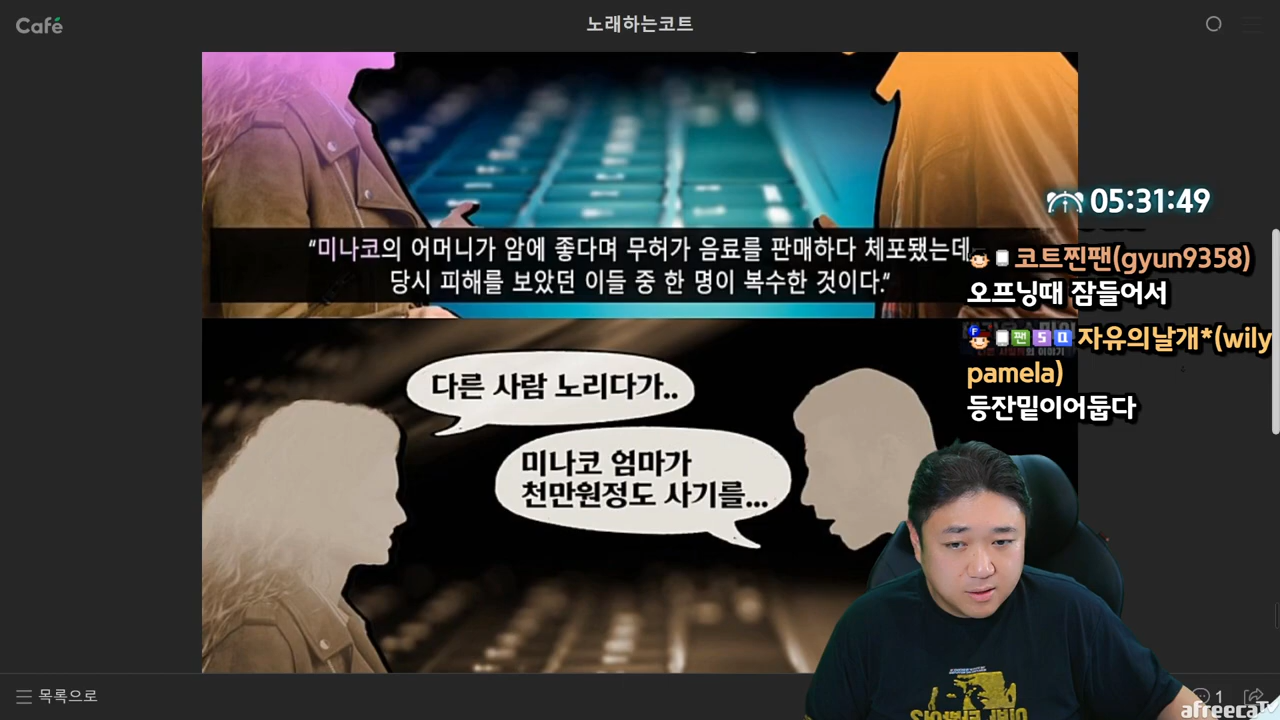 Café
노래하는코트
05:31:49
“미나코의 어머니가 암에 좋다며 무허가 음료를 판매하다 체포됐는데..
당시 피해를 보았던 이들 중 한 명이 복수한 것이다.“
코트찐팬(gyun9358)
오프닝때 잠들어서
팬 5 Q 자유의날개*(wily
pamela)
등잔밑이어둡다
다른 사람 노리다가..
미나코 엄마가
천만원정도 사기를...
목록으로
1
afreecaTV